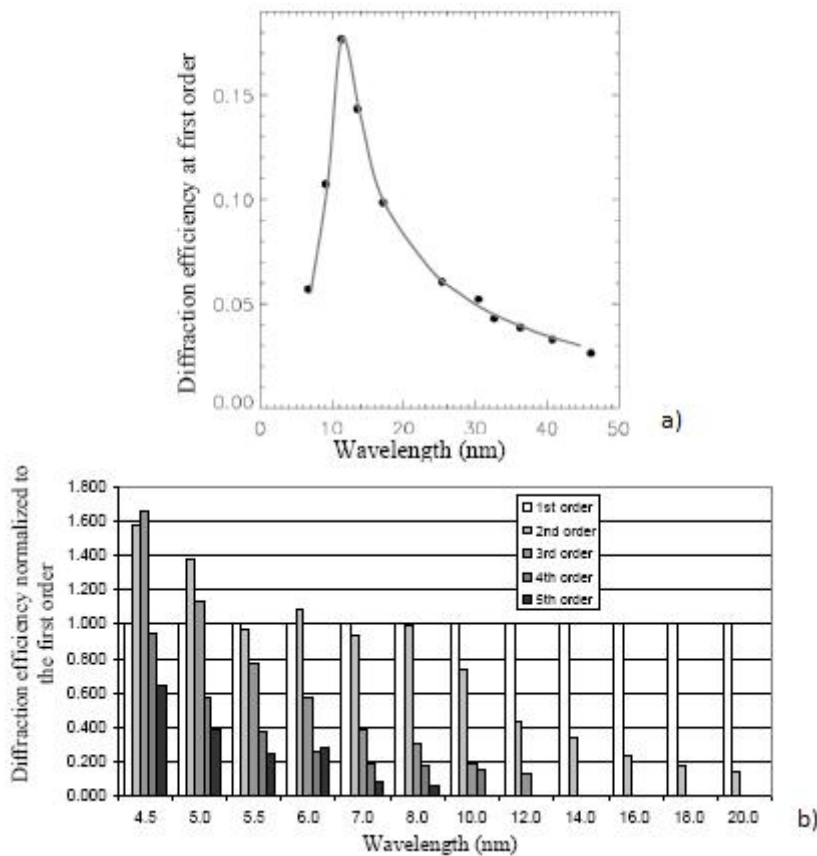 Diffraction efficiency at first order
0.15
0.10
0.05
0.00
0 10 20 30 40 50
Wavelength (nm)
a)
Diffraction efficiency normalized to
the first order
1.800
1.600
1.400
1.200
1.000
0.800
0.600
0.400
0.200
0.000
1st order
2nd order
3rd order
4th order
5th order
4.5 5.0 5.5 6.0 7.0 8.0 10.0 12.0 14.0 16.0 18.0 20.0
Wavelength (nm)
b)